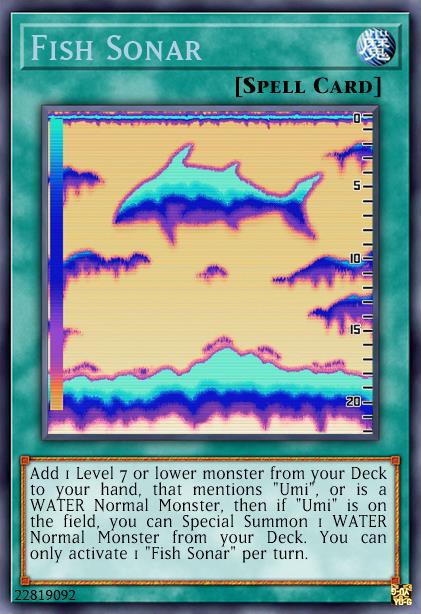 Fish Sonar
魔
[Spell Card]
0
5
10
15
20
Add 1 Level 7 or lower monster from your Deck
to your hand, that mentions "Umi", or is a
WATER Normal Monster, then if "Umi" is on
the field, you can Special Summon 1 WATER
Normal Monster from your Deck. You can
only activate 1 "Fish Sonar" per turn.
22819092